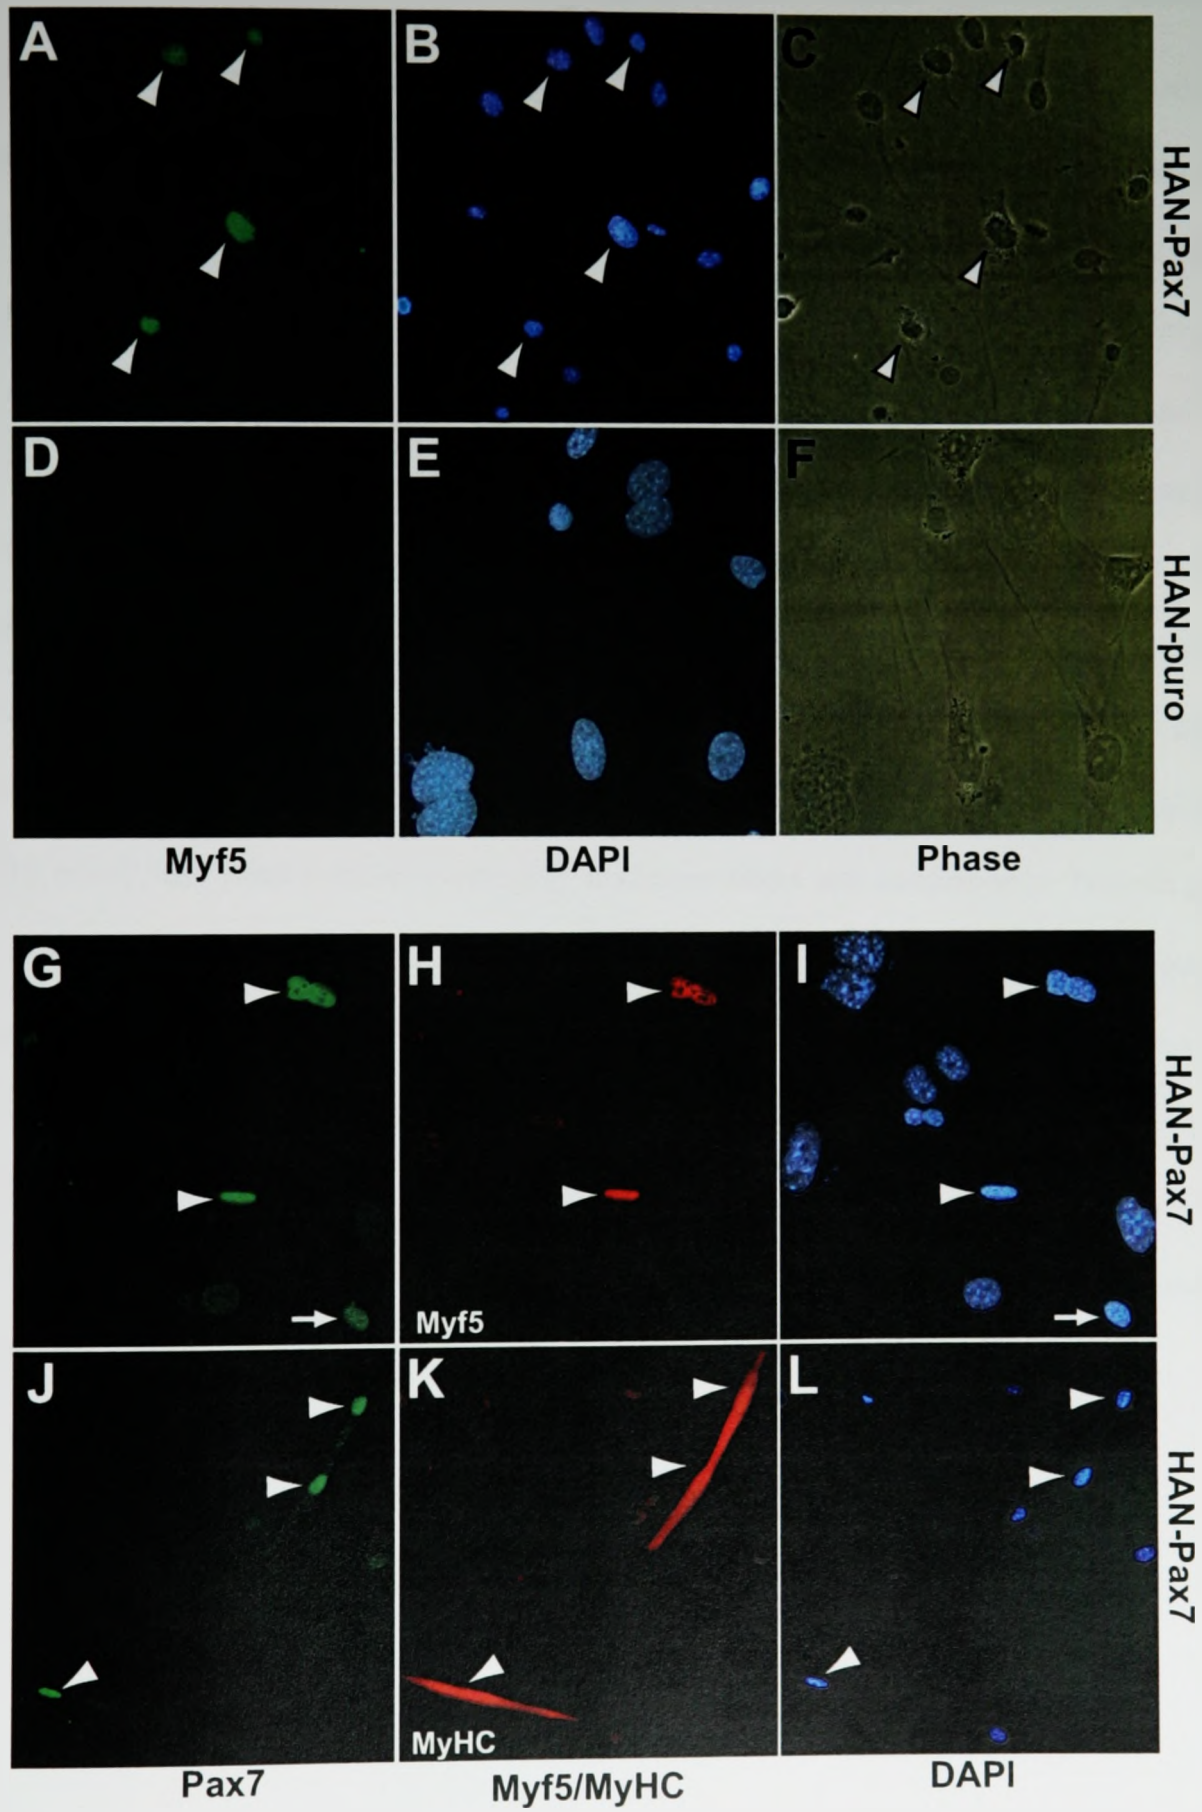 A
B
C
HAN-Pax7
D
E
F
HAN-puro
Myf5
DAPI
Phase
G
H
I
HAN-Pax7
Myf5
J
K
L
HAN-Pax7
MyHC
Pax7
Myf5/MyHC
DAPI